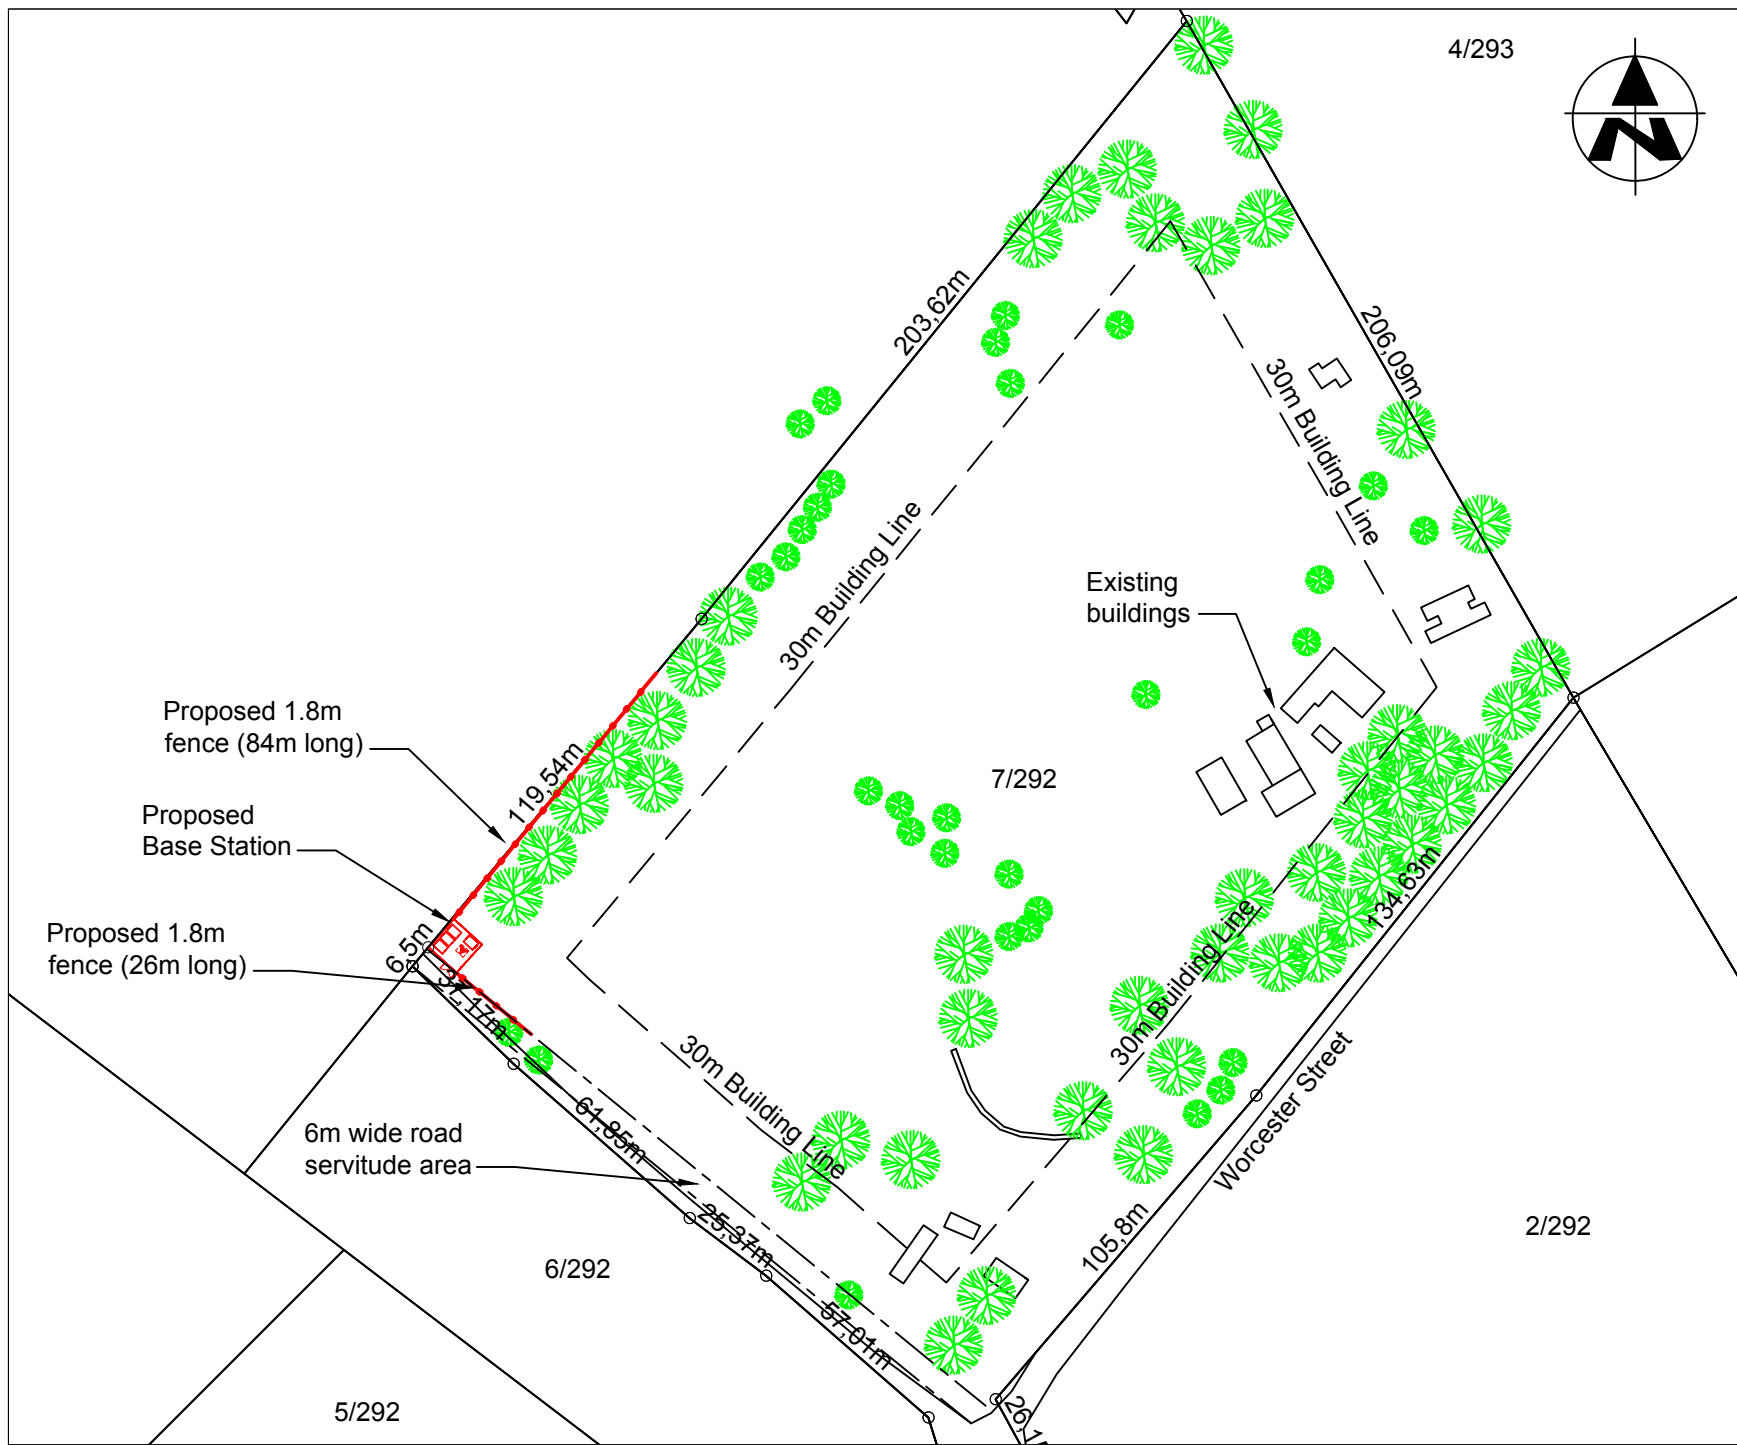 4/293
N
203,62m
206,09m
30m Building Line
30m Building Line
Existing
buildings
Proposed 1.8m
fence (84m long)
119,54m
7/292
Proposed
Base Station
Proposed 1.8m
fence (26m long)
6,5m
37,17m
134,63m
30m Building Line
30m Building Line
Worcester Street
61,85m
6m wide road
servitude area
25,37m
105,8m
2/292
6/292
57,01m
5/292